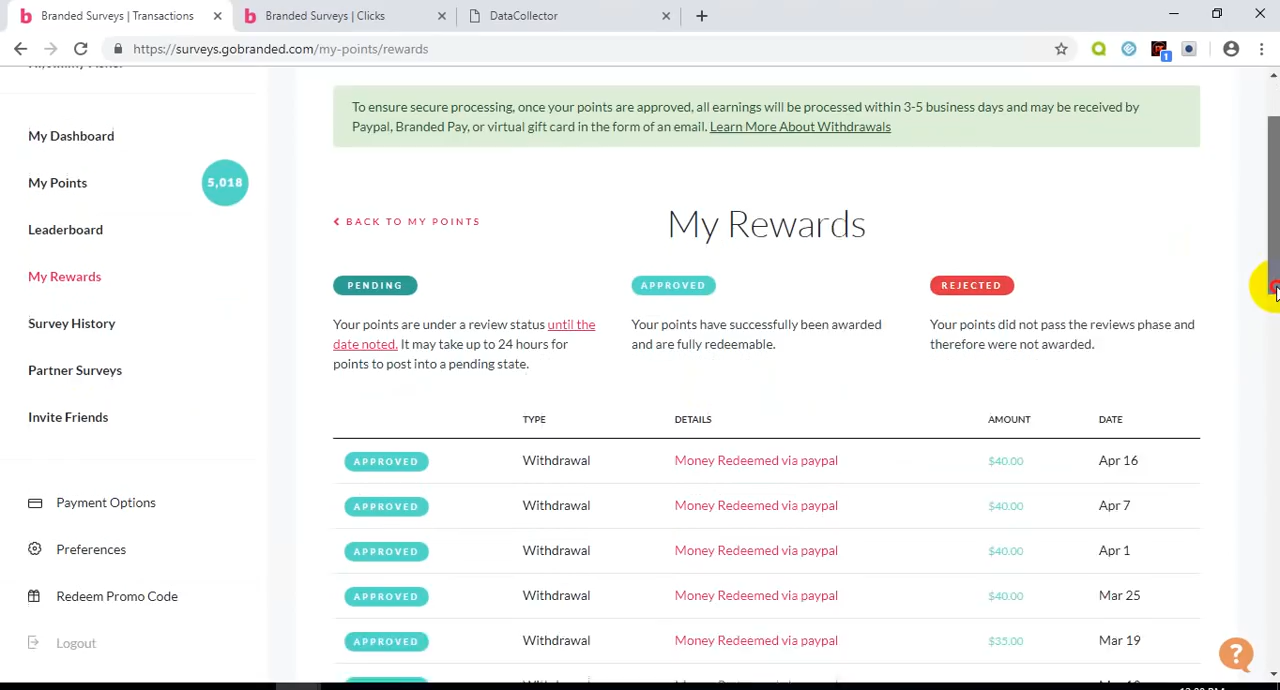 Branded Surveys | Transactions
Branded Surveys | Clicks
DataCollector
https://surveys.gobranded.com/my-points/rewards
1
My Dashboard
My Points
5,018
Leaderboard
My Rewards
Survey History
Partner Surveys
Invite Friends
Payment Options
Preferences
Redeem Promo Code
Logout
To ensure secure processing, once your points are approved, all earnings will be processed within 3-5 business days and may be received by
Paypal, Branded Pay, or virtual gift card in the form of an email. Learn More About Withdrawals
BACK TO MY POINTS
My Rewards
PENDING
Your points are under a review status until the
date noted. It may take up to 24 hours for
points to post into a pending state.
APPROVED
Your points have successfully been awarded
and are fully redeemable.
REJECTED
Your points did not pass the reviews phase and
therefore were not awarded.
TYPE DETAILS AMOUNT DATE
APPROVED Withdrawal Money Redeemed via paypal $40.00 Apr 16
APPROVED Withdrawal Money Redeemed via paypal $40.00 Apr 7
APPROVED Withdrawal Money Redeemed via paypal $40.00 Apr 1
APPROVED Withdrawal Money Redeemed via paypal $40.00 Mar 25
APPROVED Withdrawal Money Redeemed via paypal $35.00 Mar 19
?